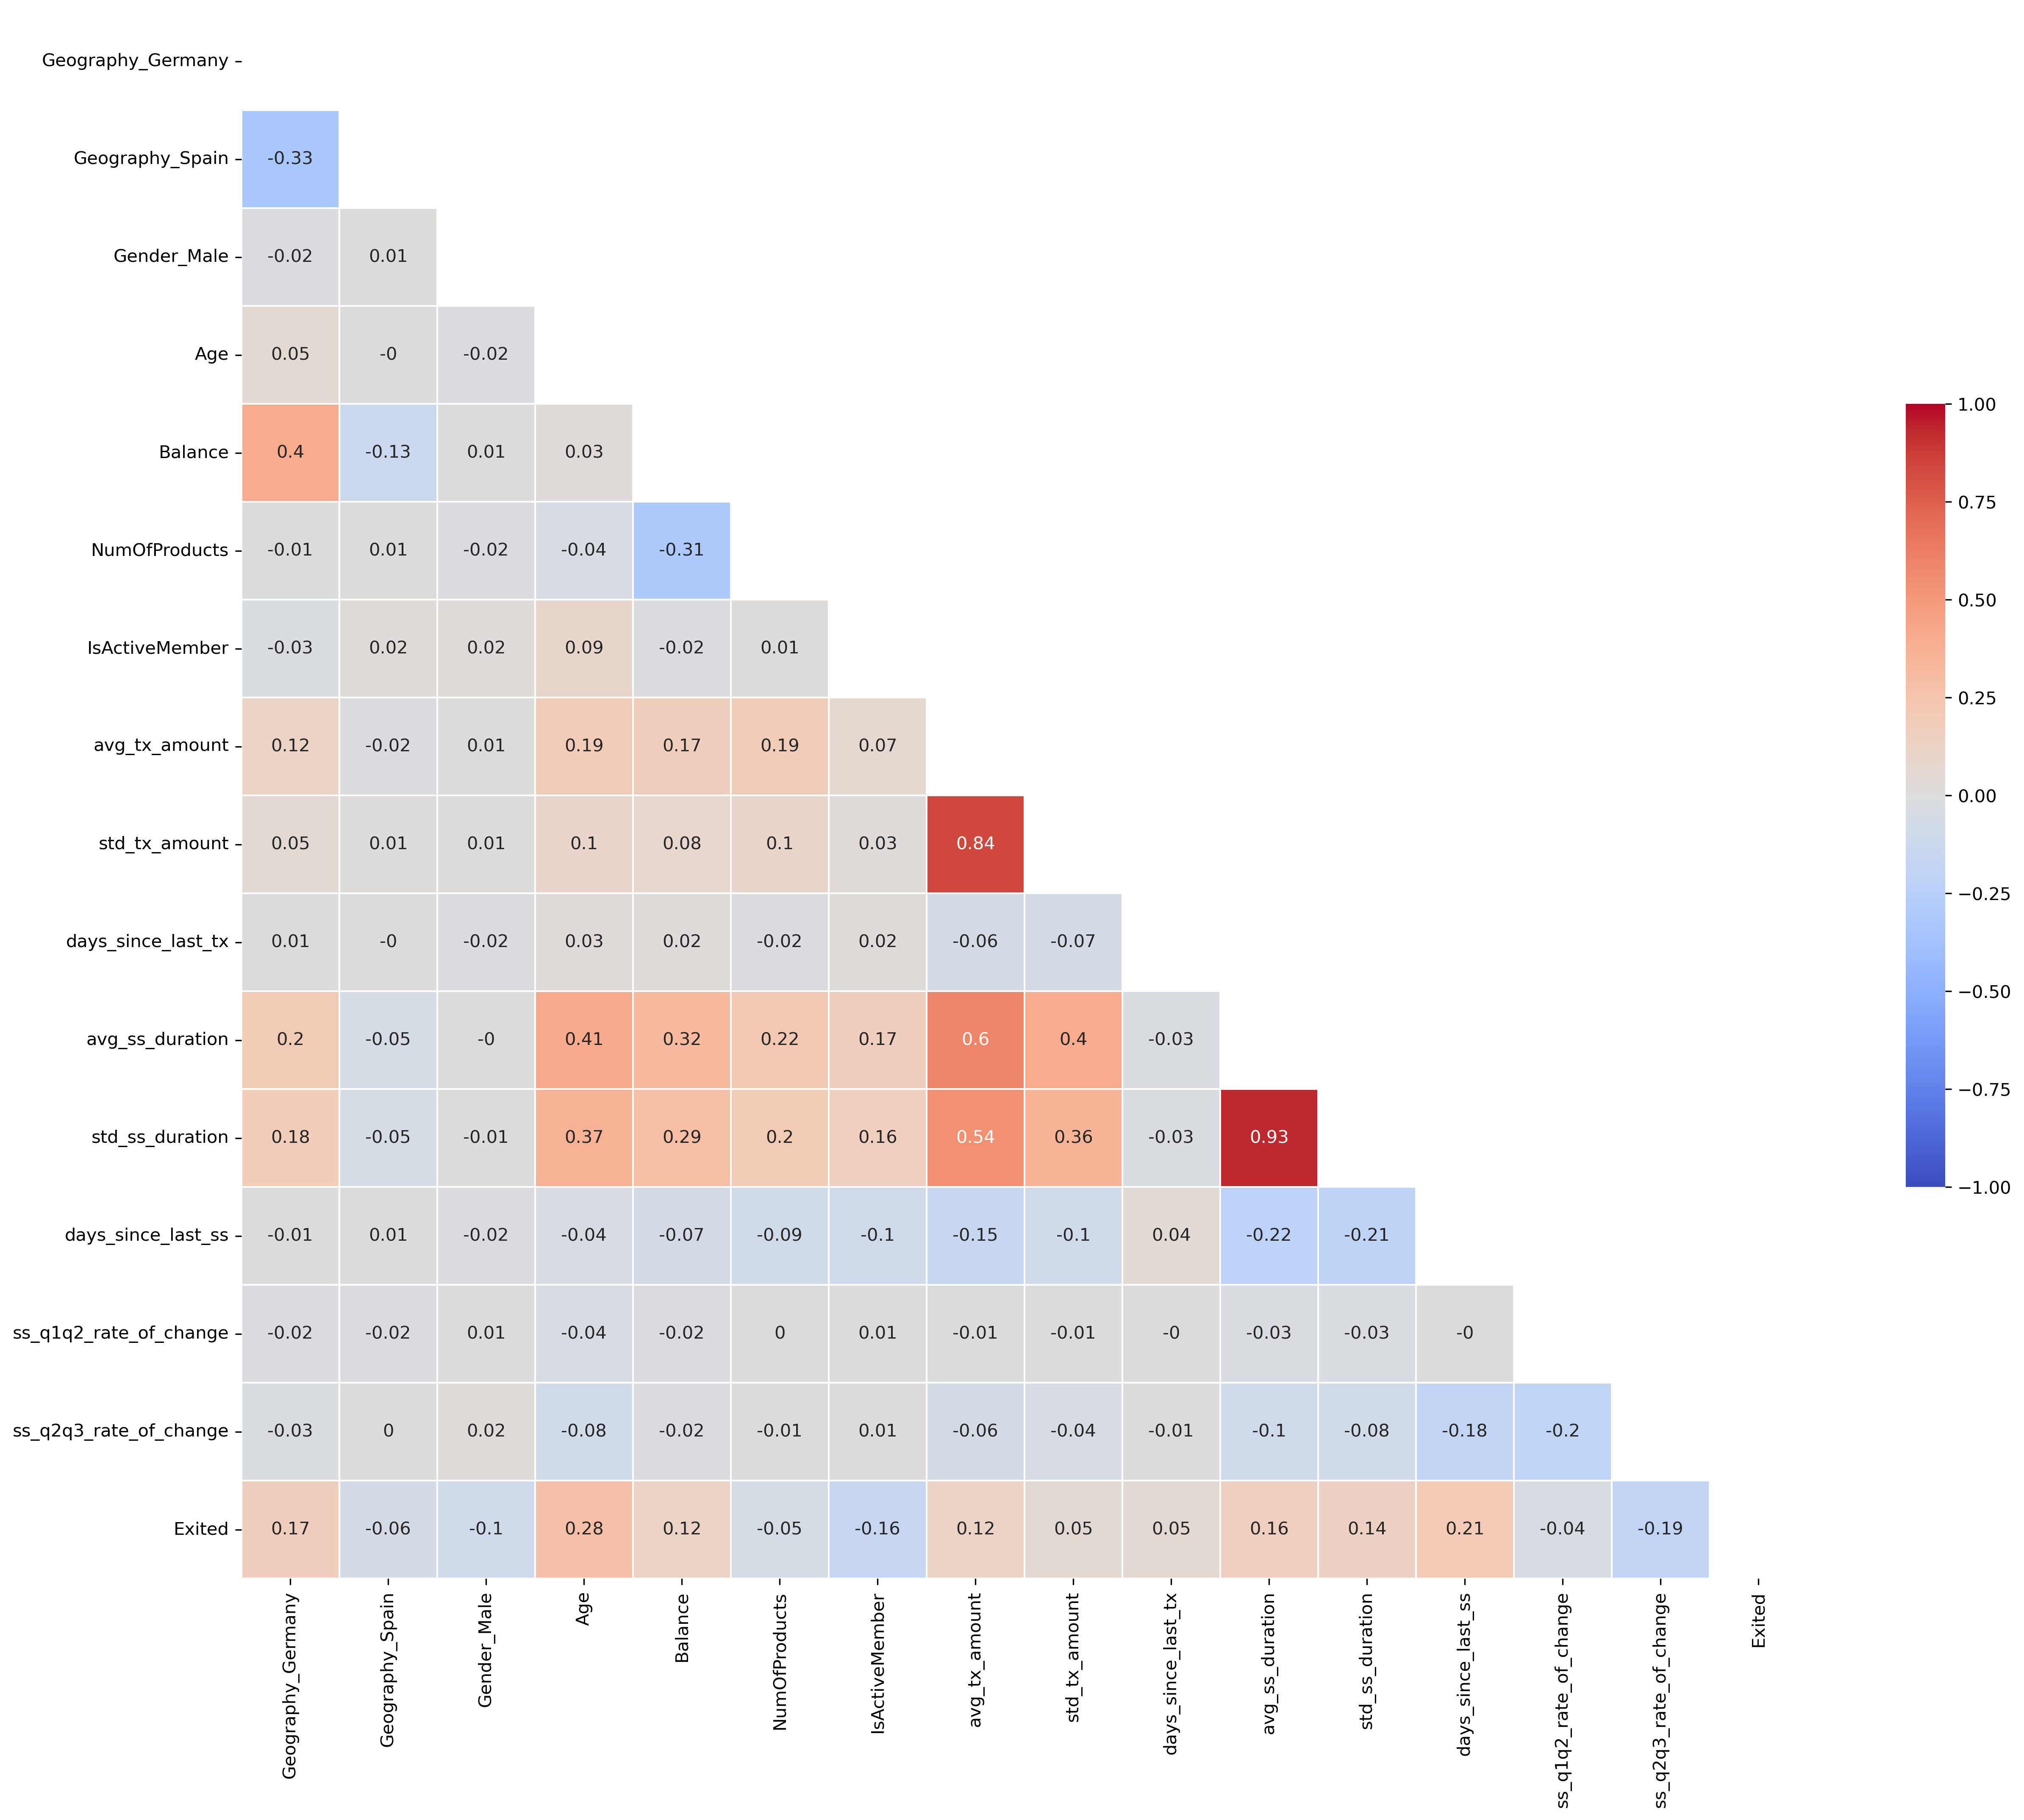 Geography_Germany
Geography_Spain -0.33
Gender_Male -0.02 0.01
Age 0.05 -0 -0.02
1.00
Balance 0.4 -0.13 0.01 0.03
0.75
NumOfProducts -0.01 0.01 -0.02 -0.04 -0.31
0.50
IsActiveMember -0.03 0.02 0.02 0.09 -0.02 0.01
0.25
avg_tx_amount 0.12 -0.02 0.01 0.19 0.17 0.19 0.07
0.00
std_tx_amount 0.05 0.01 0.01 0.1 0.08 0.1 0.03 0.84
−0.25
days_since_last_tx 0.01 -0 -0.02 0.03 0.02 -0.02 0.02 -0.06 -0.07
−0.50
avg_ss_duration 0.2 -0.05 -0 0.41 0.32 0.22 0.17 0.6 0.4 -0.03
−0.75
std_ss_duration 0.18 -0.05 -0.01 0.37 0.29 0.2 0.16 0.54 0.36 -0.03 0.93
−1.00
days_since_last_ss -0.01 0.01 -0.02 -0.04 -0.07 -0.09 -0.1 -0.15 -0.1 0.04 -0.22 -0.21
ss_q1q2_rate_of_change -0.02 -0.02 0.01 -0.04 -0.02 0 0.01 -0.01 -0.01 -0 -0.03 -0.03 -0
ss_q2q3_rate_of_change -0.03 0 0.02 -0.08 -0.02 -0.01 0.01 -0.06 -0.04 -0.01 -0.1 -0.08 -0.18 -0.2
Exited 0.17 -0.06 -0.1 0.28 0.12 -0.05 -0.16 0.12 0.05 0.05 0.16 0.14 0.21 -0.04 -0.19
Geography_Germany
Geography_Spain
Gender_Male
Age
Balance
NumOfProducts
IsActiveMember
avg_tx_amount
std_tx_amount
days_since_last_tx
avg_ss_duration
std_ss_duration
days_since_last_ss
ss_q1q2_rate_of_change
ss_q2q3_rate_of_change
Exited